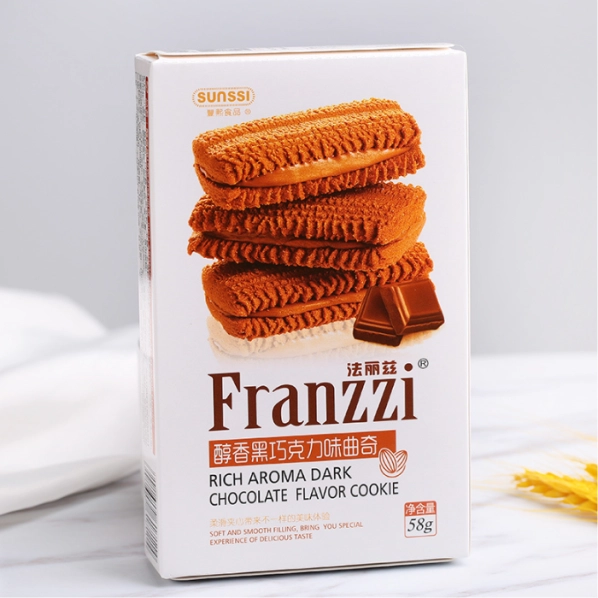 SUNSSI
法丽兹
Franzzi®
醇香黑巧克力味曲奇
RICH AROMA DARK
CHOCOLATE FLAVOR COOKIE
SOFT AND SMOOTH FILLING, BRING YOU SPECIAL
EXPERIENCE OF DELICIOUS TASTE
净含量
58g